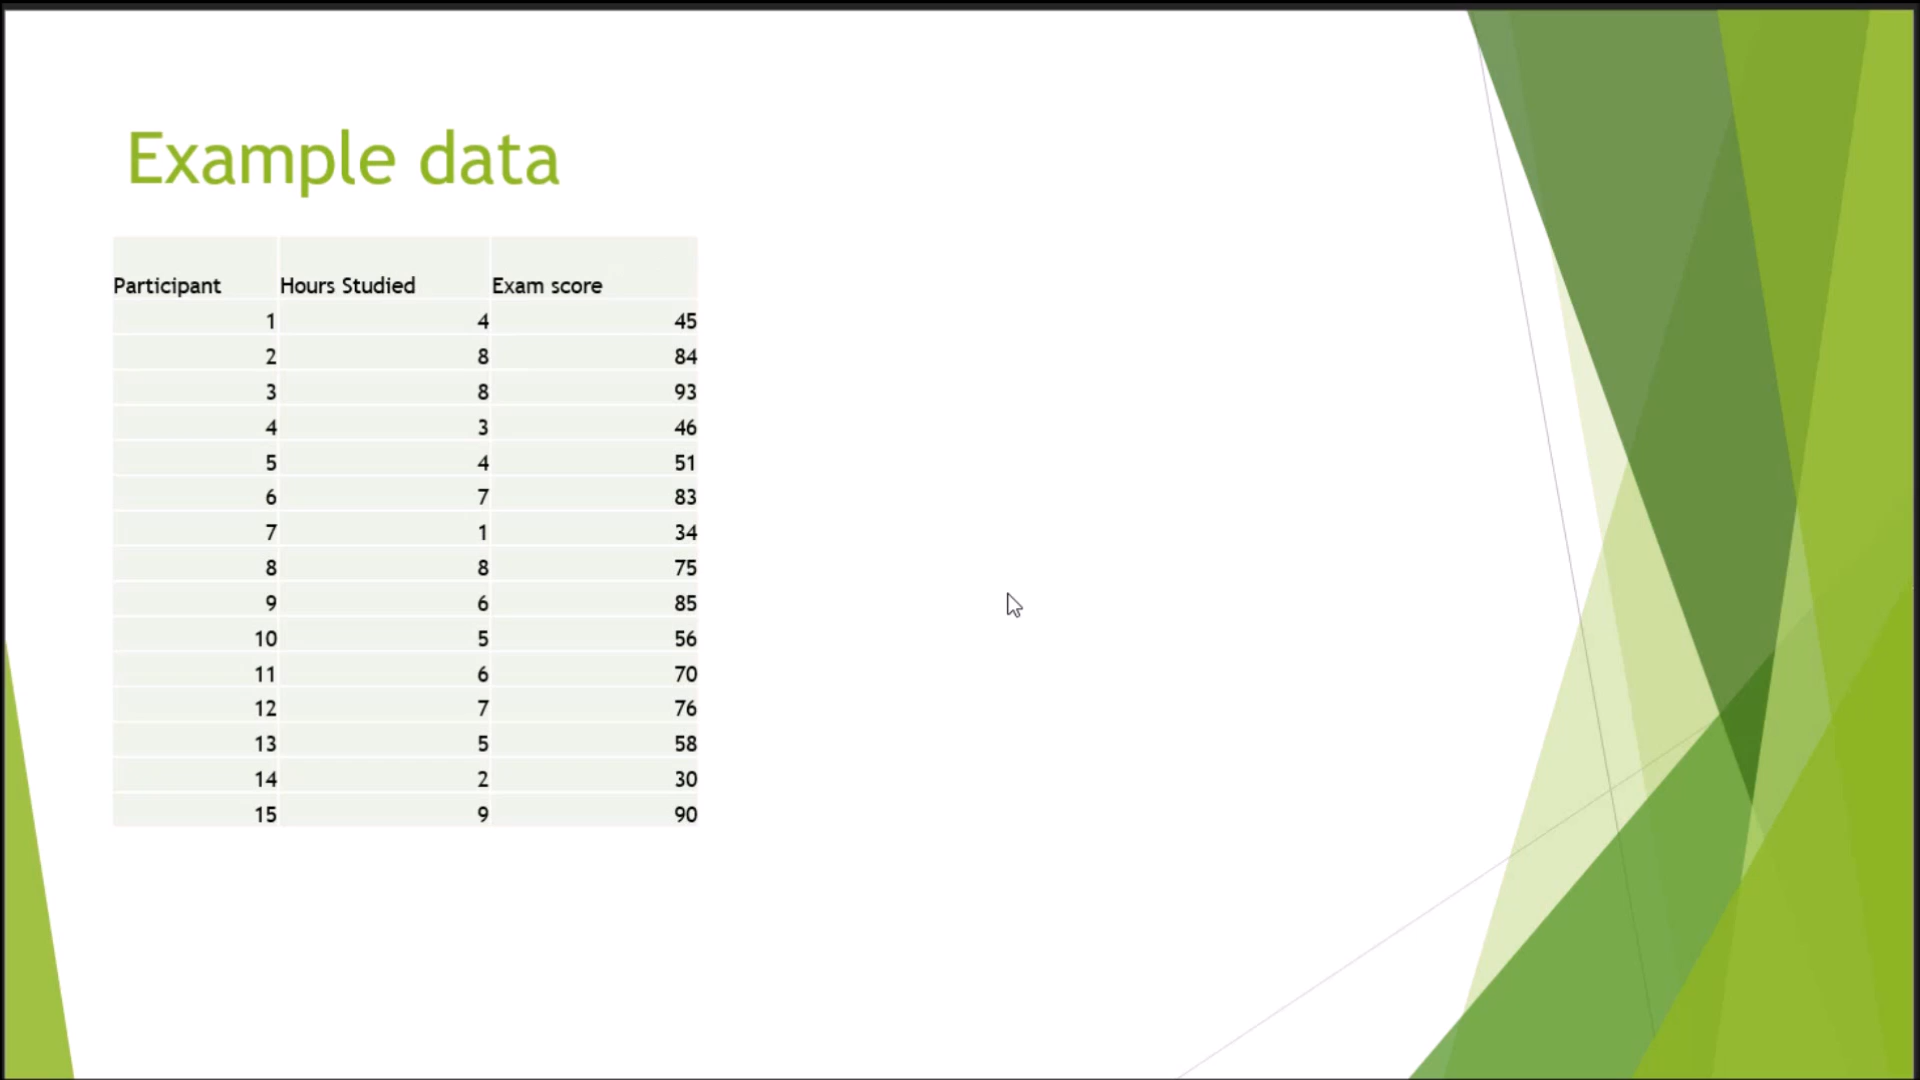 Example data
Participant Hours Studied Exam score
1 4 45
2 8 84
3 8 93
4 3 46
5 4 51
6 7 83
7 1 34
8 8 75
9 6 85
10 5 56
11 6 70
12 7 76
13 5 58
14 2 30
15 9 90